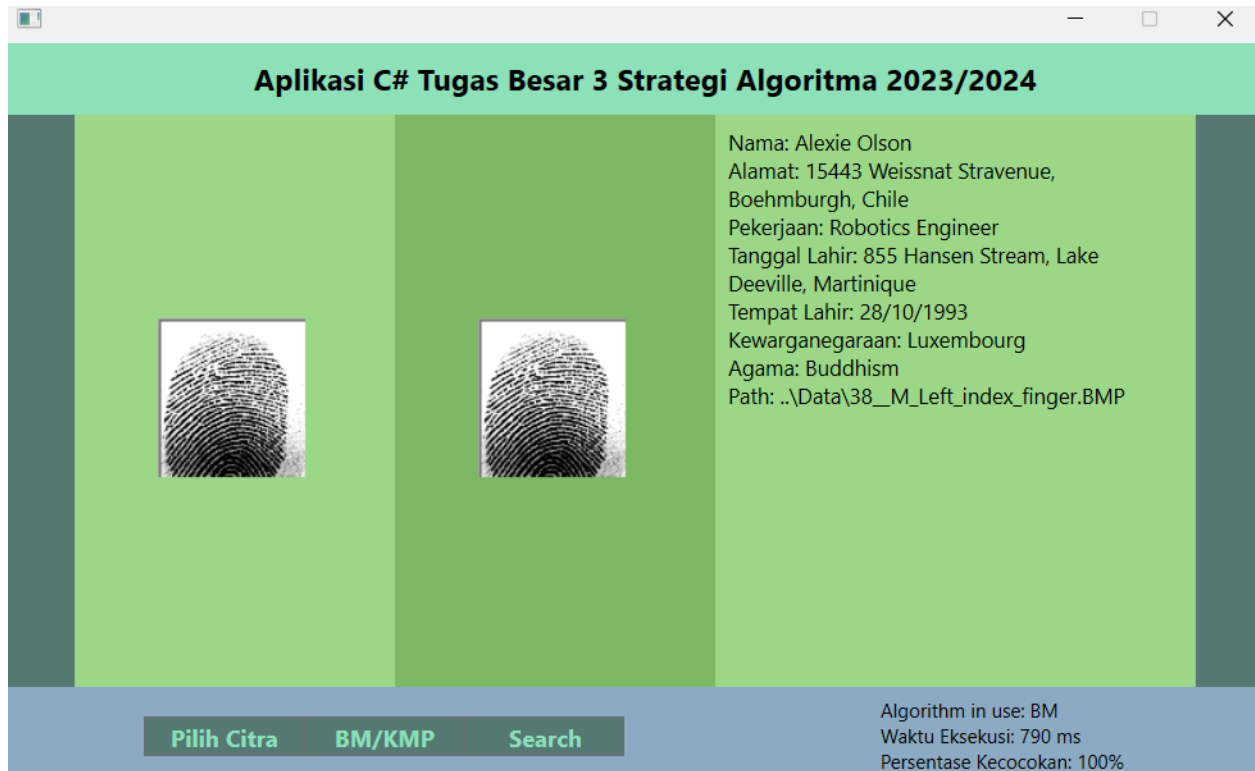 Aplikasi C# Tugas Besar 3 Strategi Algoritma 2023/2024
Nama: Alexie Olson
Alamat: 15443 Weissnat Stravenue,
Boehmburgh, Chile
Pekerjaan: Robotics Engineer
Tanggal Lahir: 855 Hansen Stream, Lake
Deeville, Martinique
Tempat Lahir: 28/10/1993
Kewarganegaraan: Luxembourg
Agama: Buddhism
Path: ..\Data\38__M_Left_index_finger.BMP
Pilih Citra
BM/KMP
Search
Algorithm in use: BM
Waktu Eksekusi: 790 ms
Persentase Kecocokan: 100%